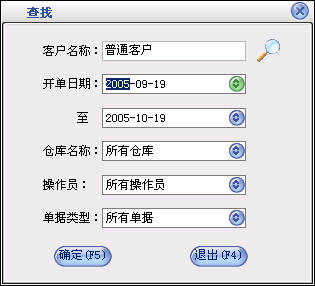 查找
客户名称：普通客户
开单日期：2005-09-19
至 2005-10-19
仓库名称：所有仓库
操作员：所有操作员
单据类型：所有单据
确定(F5) 退出(F4)